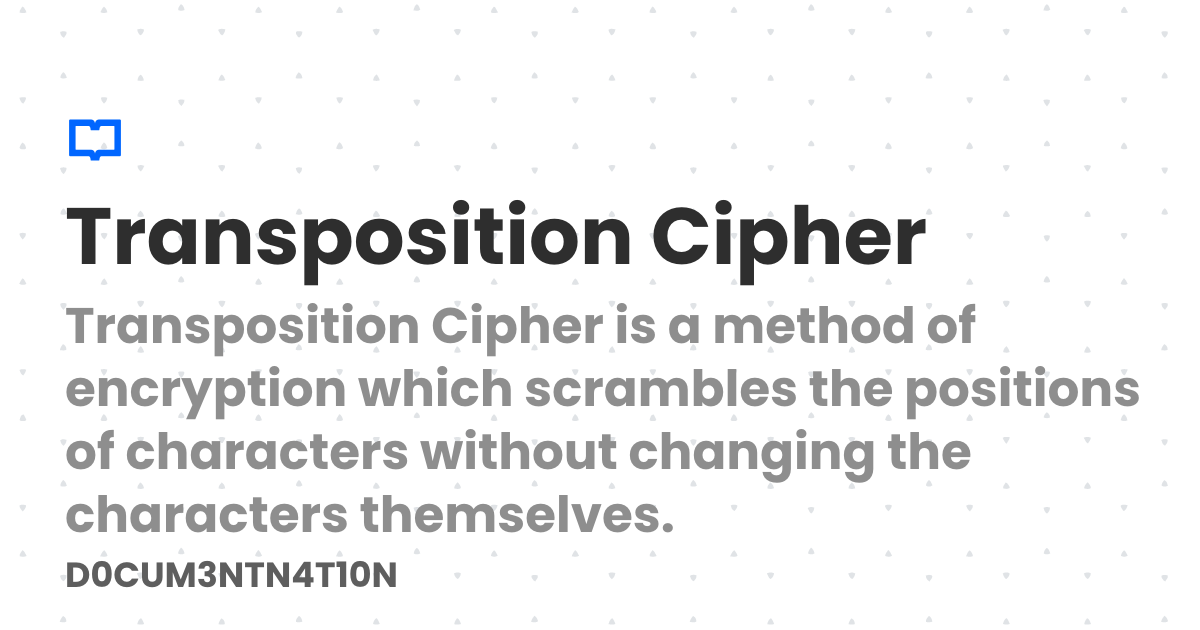 Transposition Cipher
Transposition Cipher is a method of
encryption which scrambles the positions
of characters without changing the
characters themselves.
D0CUM3NTN4T10N